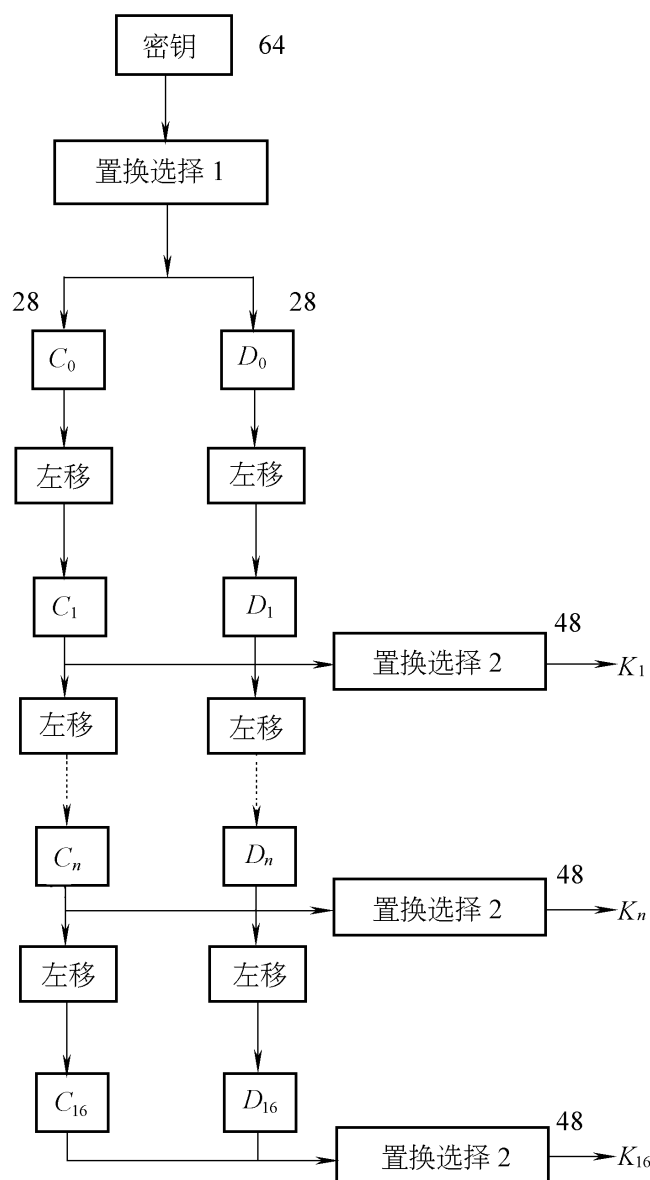 密钥 64
置换选择 1
28 28
C₀ D₀
左移 左移
C₁ D₁
48
置换选择 2 K₁
左移 左移
Cₙ Dₙ
48
置换选择 2 Kₙ
左移 左移
C₁₆ D₁₆
48
置换选择 2 K₁₆